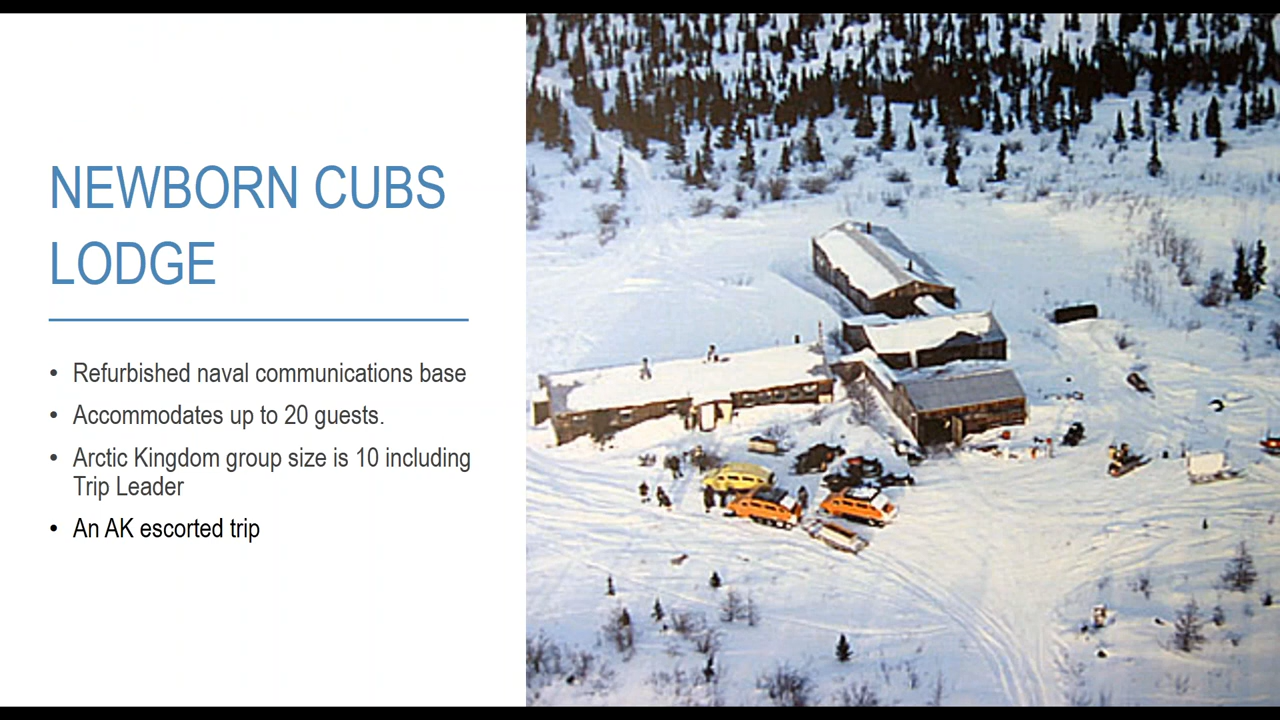 NEWBORN CUBS
LODGE
• Refurbished naval communications base
• Accommodates up to 20 guests.
• Arctic Kingdom group size is 10 including
Trip Leader
• An AK escorted trip